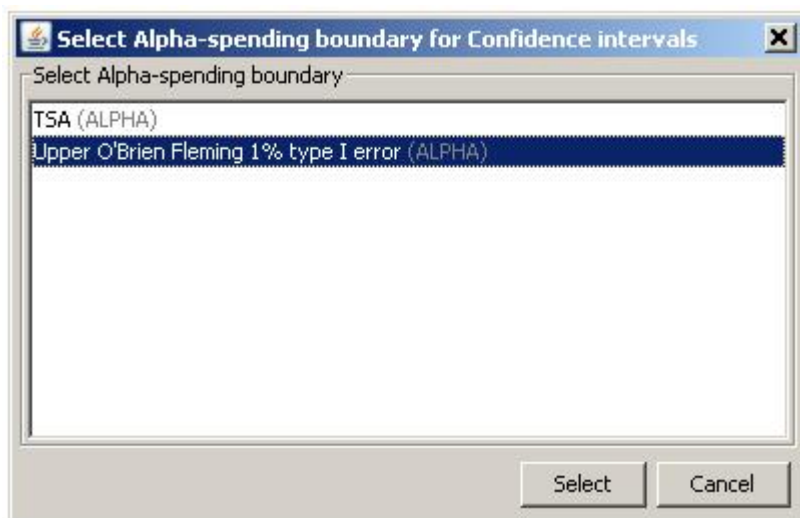 Select Alpha-spending boundary for Confidence intervals
Select Alpha-spending boundary
TSA (ALPHA)
Upper O'Brien Fleming 1% type I error (ALPHA)
Select Cancel